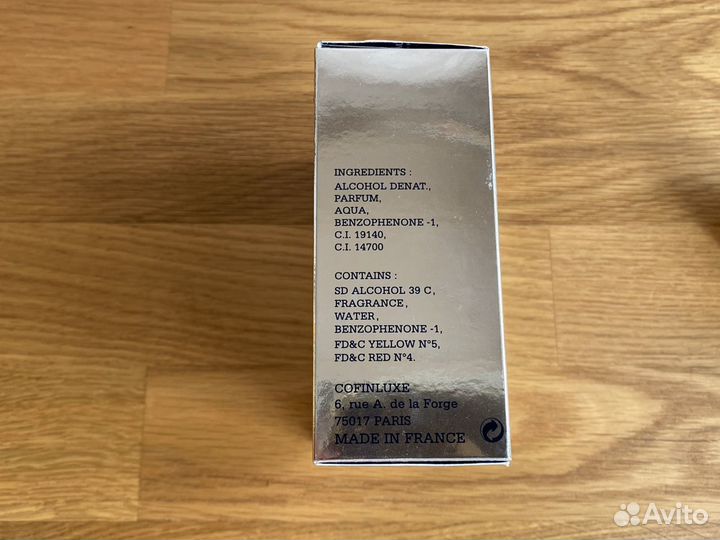 INGREDIENTS :
ALCOHOL DENAT.,
PARFUM,
AQUA,
BENZOPHENONE -1,
C.I. 19140,
C.I. 14700
CONTAINS :
SD ALCOHOL 39 C,
FRAGRANCE,
WATER,
BENZOPHENONE -1,
FD&C YELLOW N°5,
FD&C RED N°4.
COFINLUXE
6, rue A. de la Forge
75017 PARIS
MADE IN FRANCE
Avito